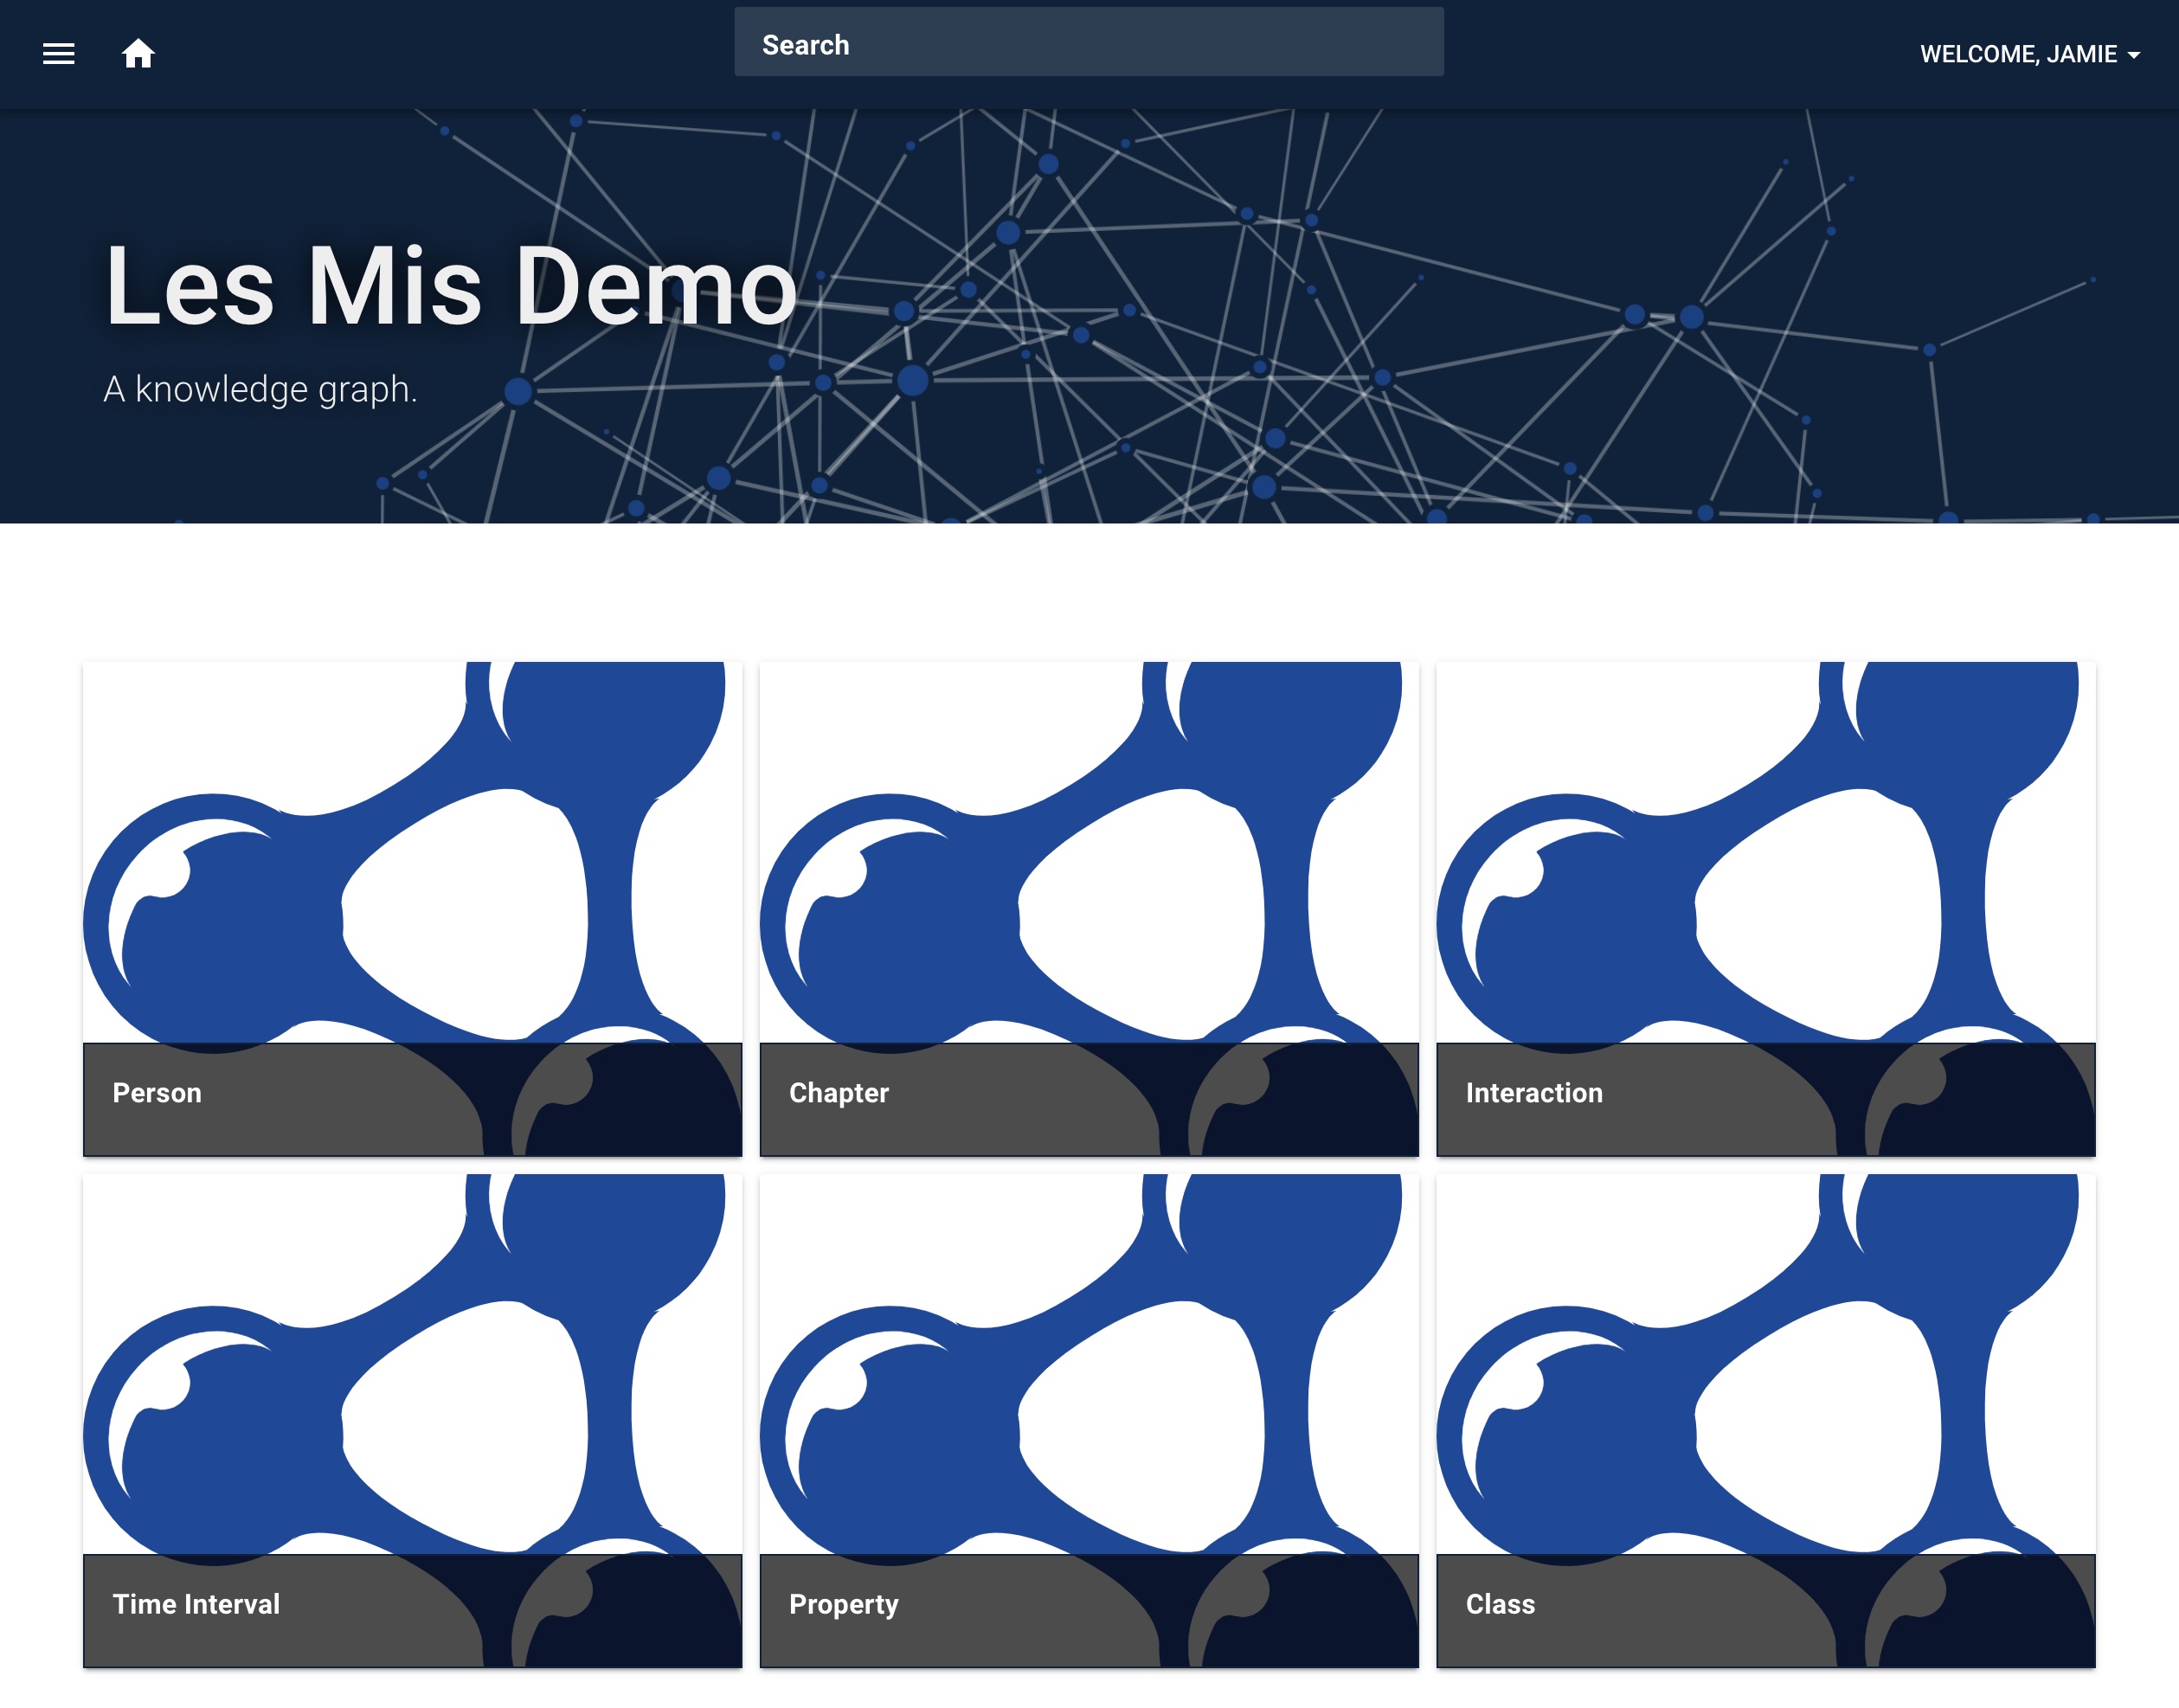 Search
WELCOME, JAMIE
Les Mis Demo
A knowledge graph.
Person
Chapter
Interaction
Time Interval
Property
Class